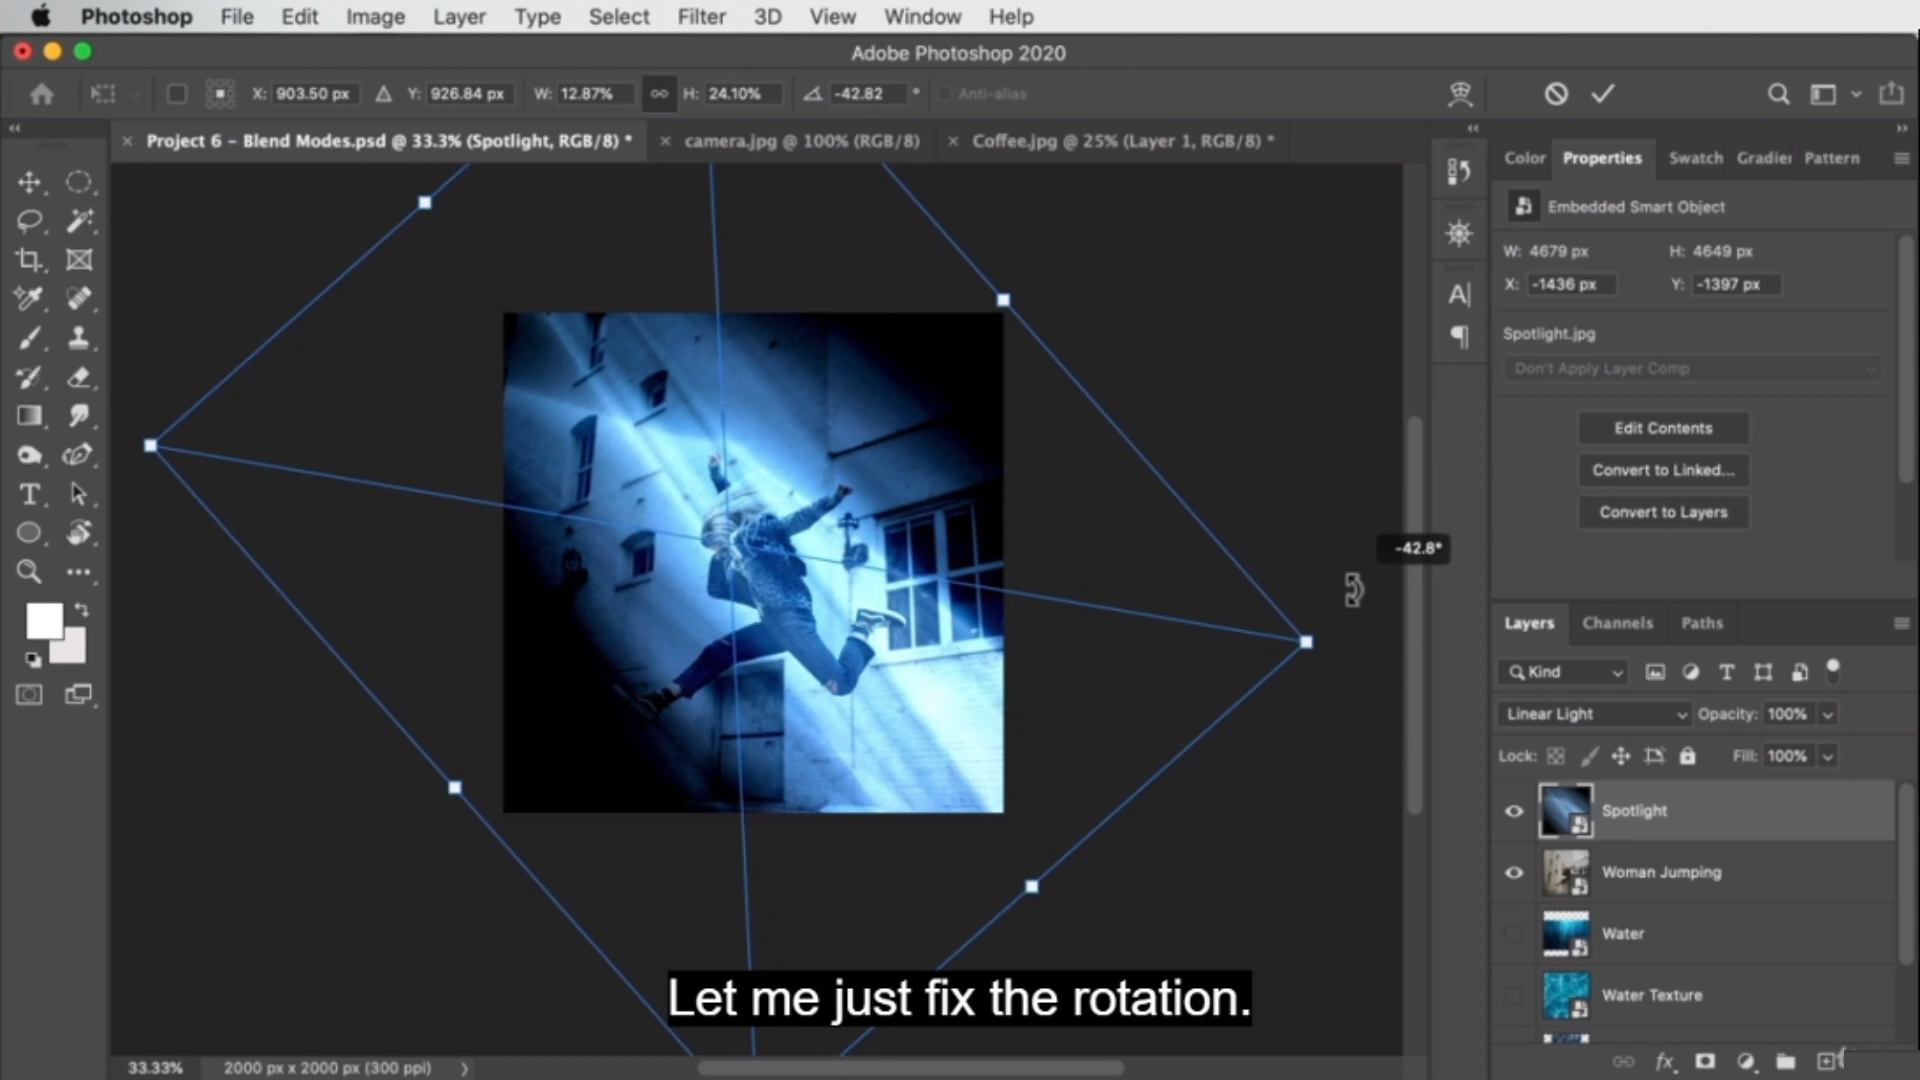 Photoshop File Edit Image Layer Type Select Filter 3D View Window Help
Adobe Photoshop 2020
X: 903.50 px Y: 926.84 px W: 12.87% H: 24.10% -42.82 ° Anti-alias
Project 6 – Blend Modes.psd @ 33.3% (Spotlight, RGB/8) * camera.jpg @ 100% (RGB/8) Coffee.jpg @ 25% (Layer 1, RGB/8) *
Color Properties Swatch Gradier Pattern
Embedded Smart Object
W: 4679 px H: 4649 px
X: -1436 px Y: -1397 px
Spotlight.jpg
Don't Apply Layer Comp
Edit Contents
Convert to Linked...
Convert to Layers
-42.8°
Layers Channels Paths
Kind
Linear Light Opacity: 100%
Lock: Fill: 100%
Spotlight
Woman Jumping
Water
Water Texture
Let me just fix the rotation.
33.33% 2000 px x 2000 px (300 ppi)